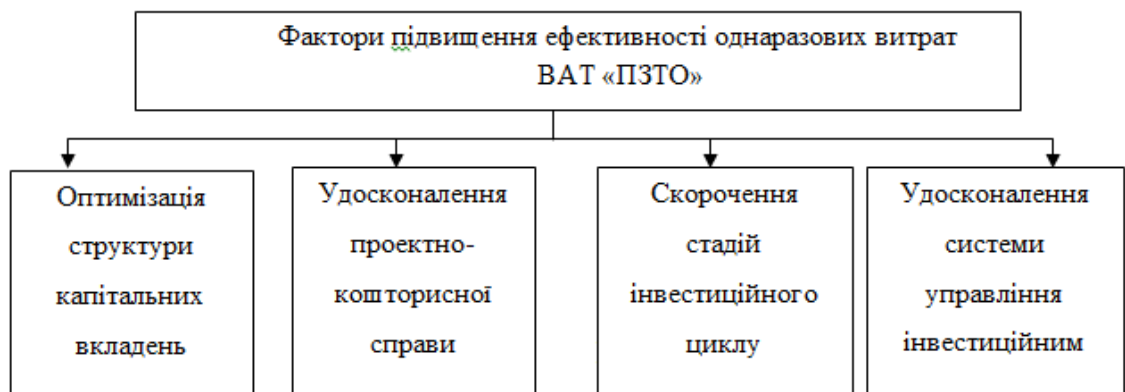 Фактори підвищення ефективності однаразових витрат
ВАТ «ПЗТО»
Оптимізація
структури
капітальних
вкладень
Удосконалення
проектно-
кошторисної
справи
Скорочення
стадій
інвестиційного
циклу
Удосконалення
системи
управління
інвестиційним